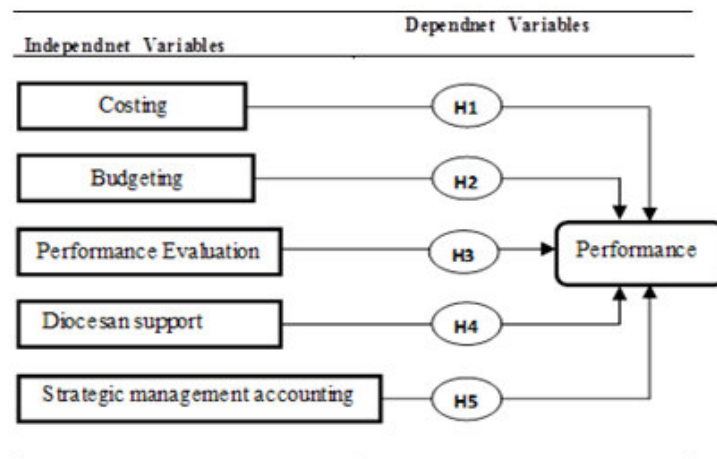 Dependnet Variables
Independnet Variables
Costing
H1
Budgeting
H2
Performance Evaluation
H3
Performance
Diocesan support
H4
Strategic management accounting
H5